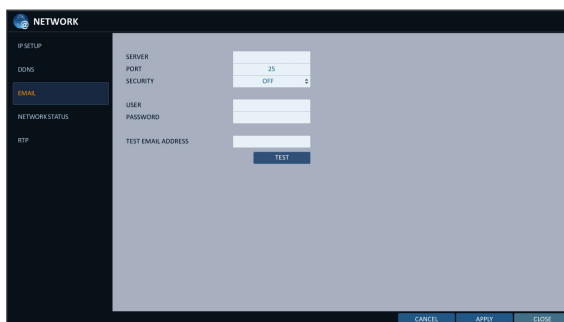 NETWORK
IP SETUP
DDNS
EMAIL
NETWORK STATUS
RTP
SERVER
PORT 25
SECURITY OFF
USER
PASSWORD
TEST EMAIL ADDRESS
TEST
CANCEL APPLY CLOSE